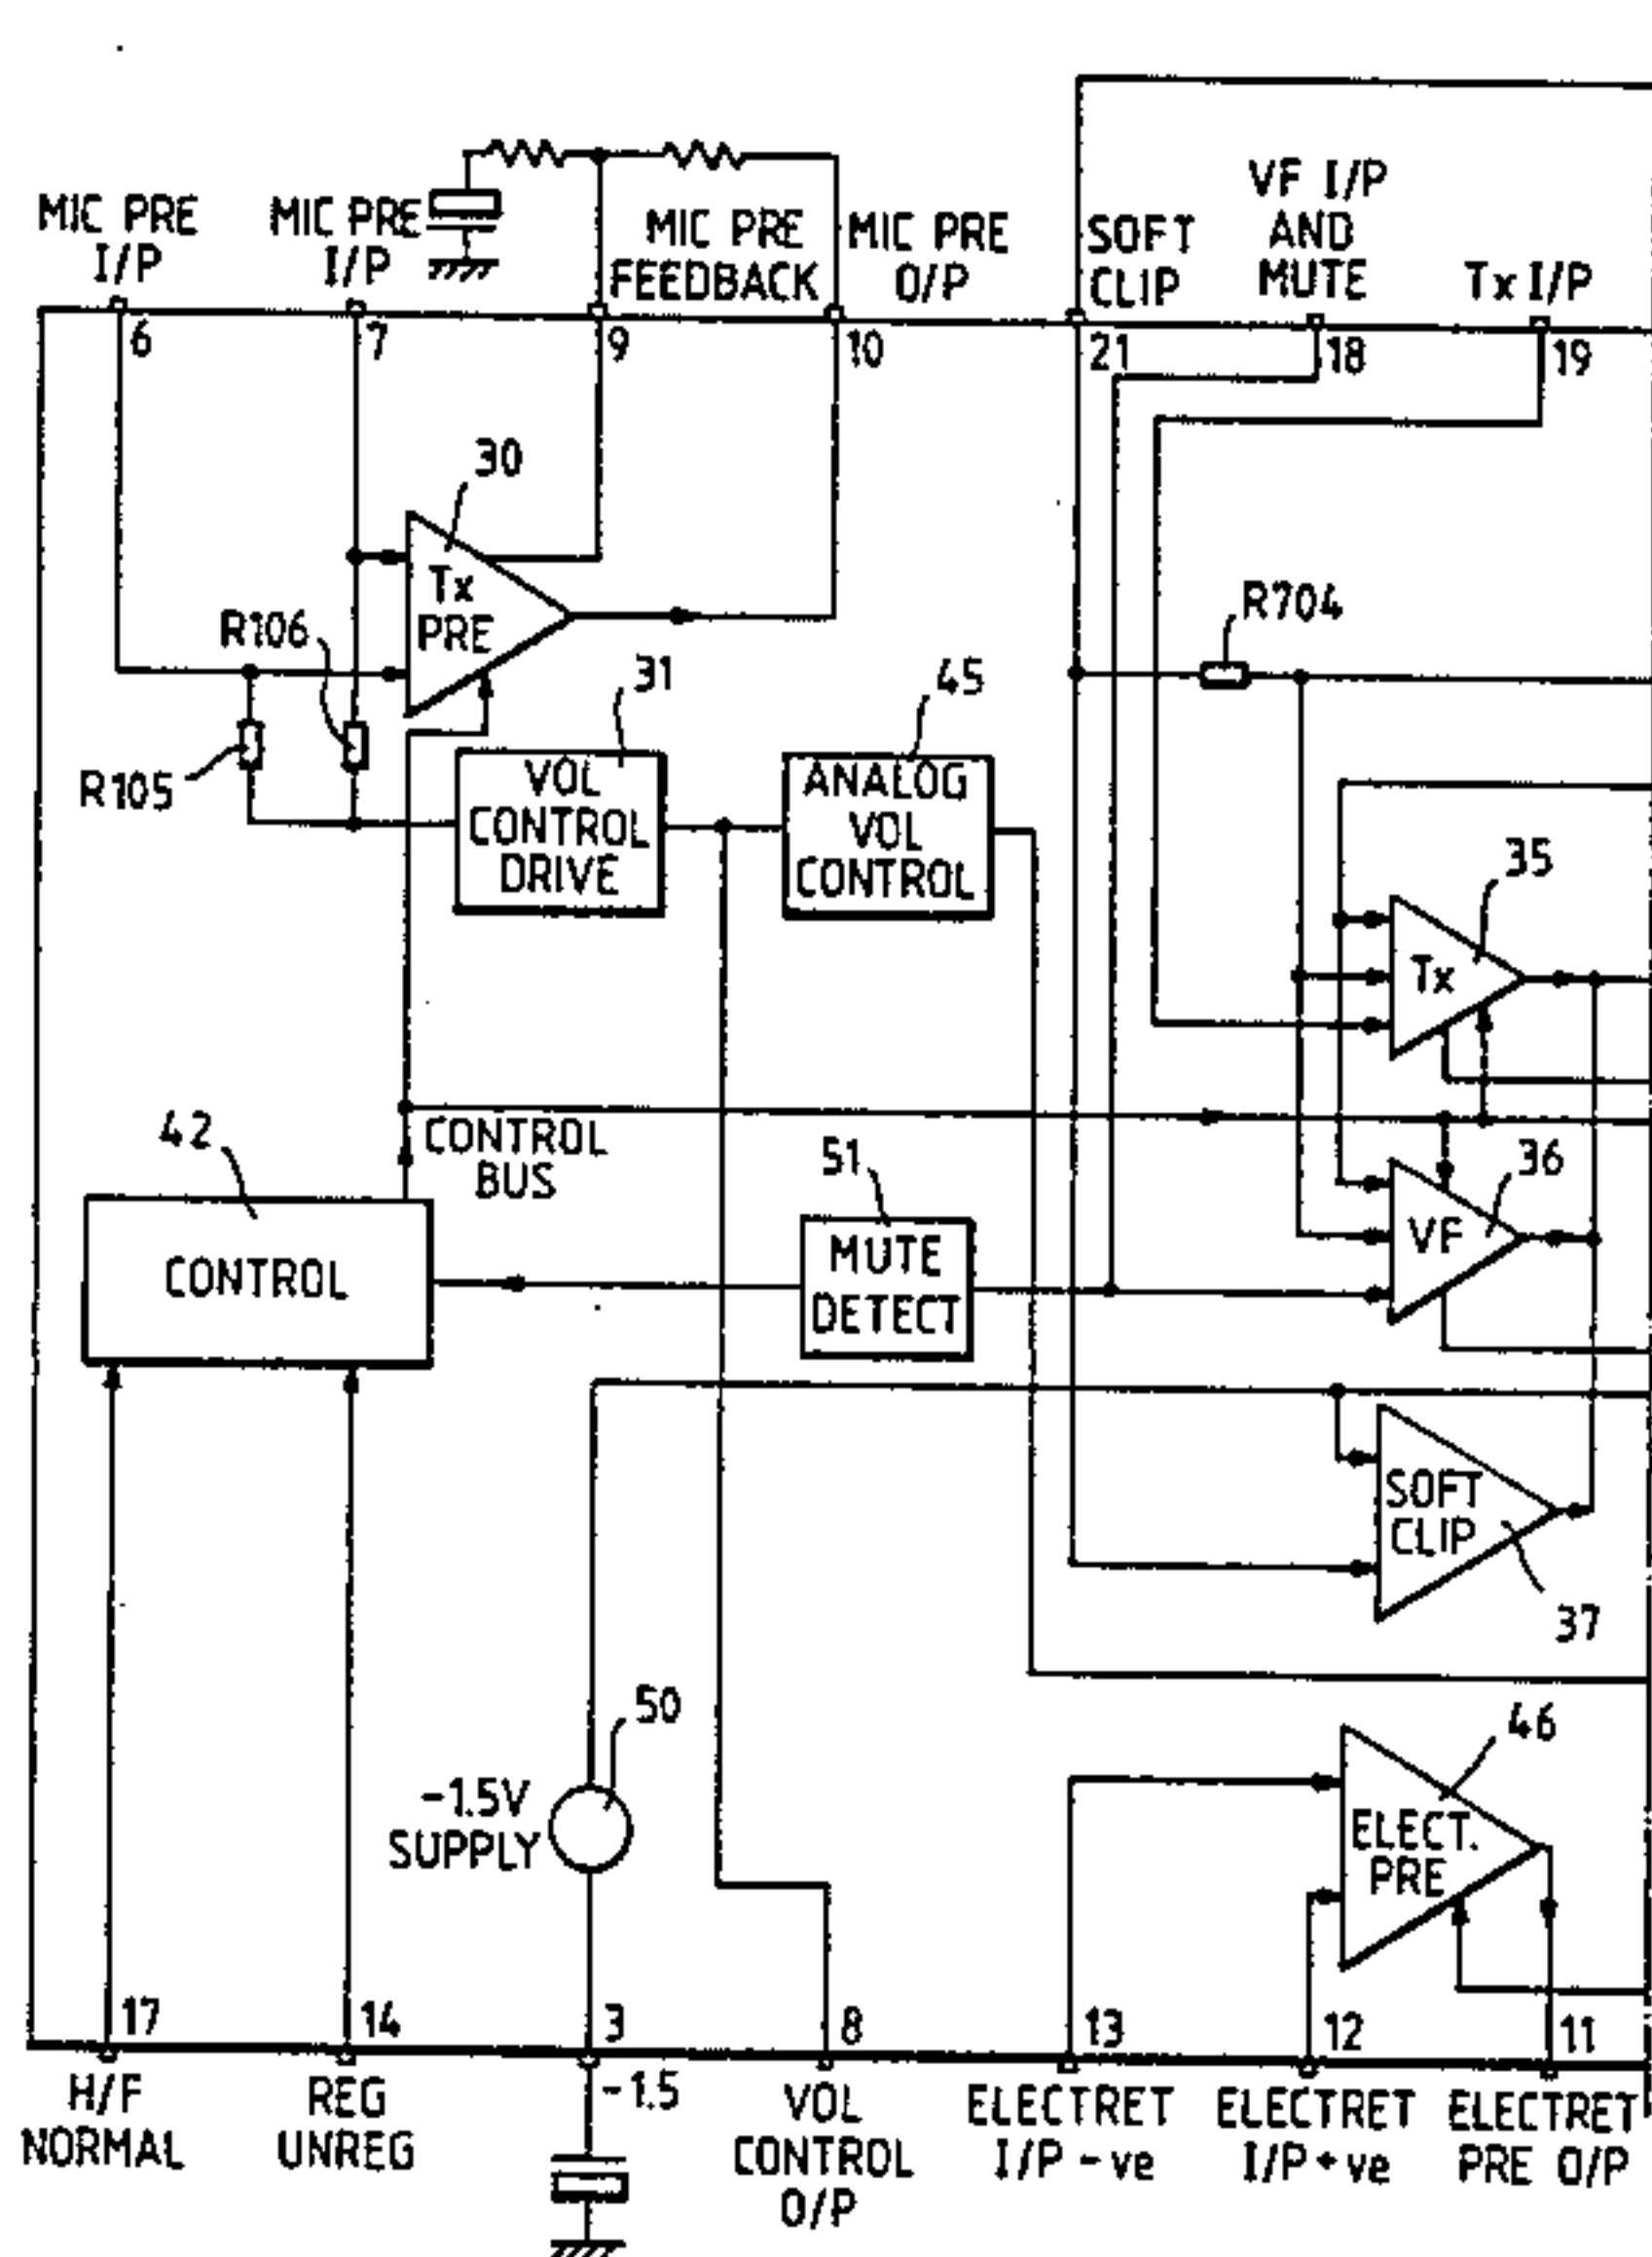 VF I/P
AND
MUTE
MIC PRE
I/P
MIC PRE
I/P
MIC PRE
FEEDBACK
MIC PRE
O/P
SOFT
CLIP
Tx I/P
6
7
9
10
21
18
19
30
Tx
PRE
R106
R704
31
45
R105
VOL
CONTROL
DRIVE
ANALOG
VOL
CONTROL
35
Tx
42
CONTROL
BUS
51
36
CONTROL
MUTE
DETECT
VF
SOFT
CLIP
37
50
46
-1.5V
SUPPLY
ELECT.
PRE
17
14
3
8
13
12
11
H/F
NORMAL
REG
UNREG
-1.5
VOL
CONTROL
O/P
ELECTRET
I/P -ve
ELECTRET
I/P +ve
ELECTRET
PRE O/P